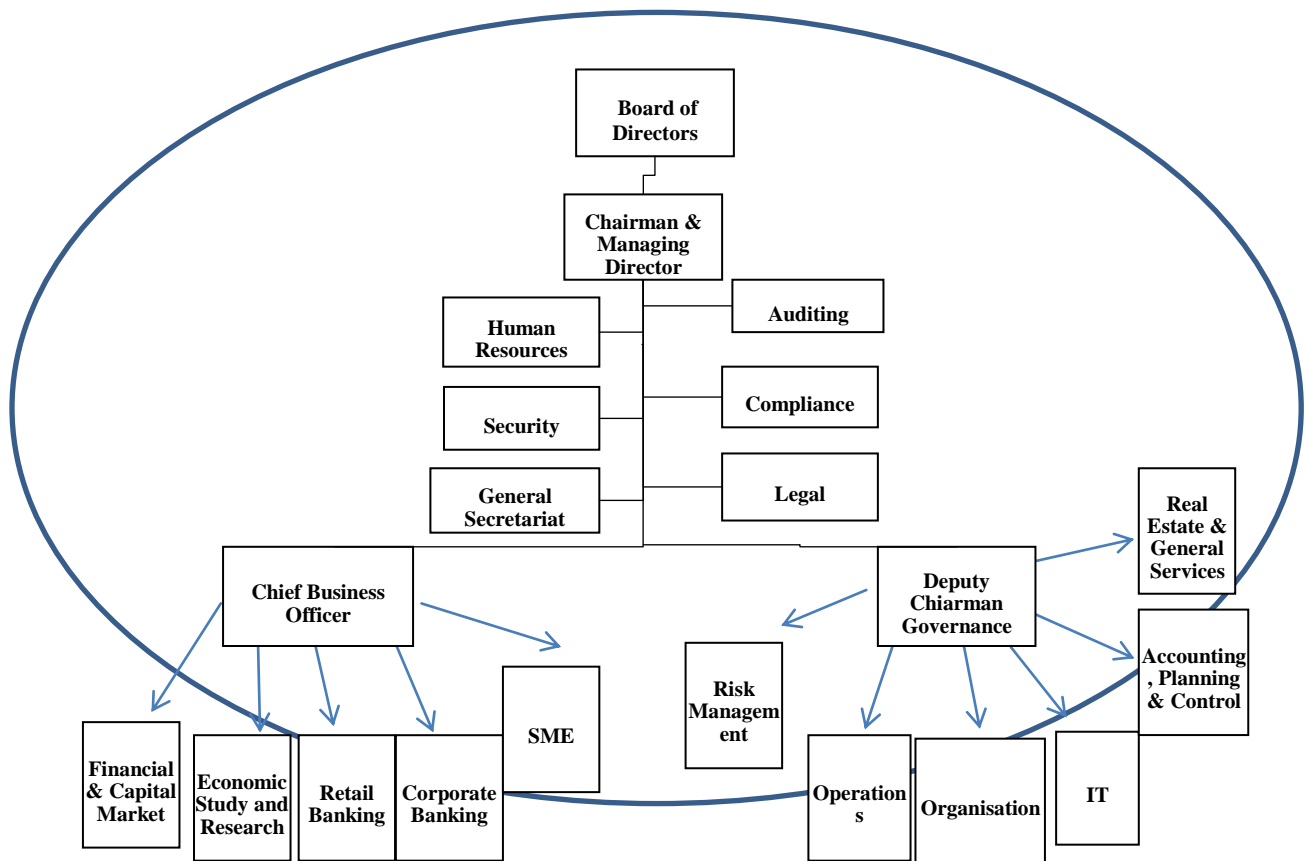 Board of
Directors
Chairman &
Managing
Director
Human
Resources
Auditing
Security
Compliance
General
Secretariat
Legal
Chief Business
Officer
Deputy
Chiarman
Governance
Real
Estate &
General
Services
Accounting
, Planning
& Control
Risk
Managem
ent
SME
Financial
& Capital
Market
Economic
Study and
Research
Retail
Banking
Corporate
Banking
Operation
s
Organisation
IT